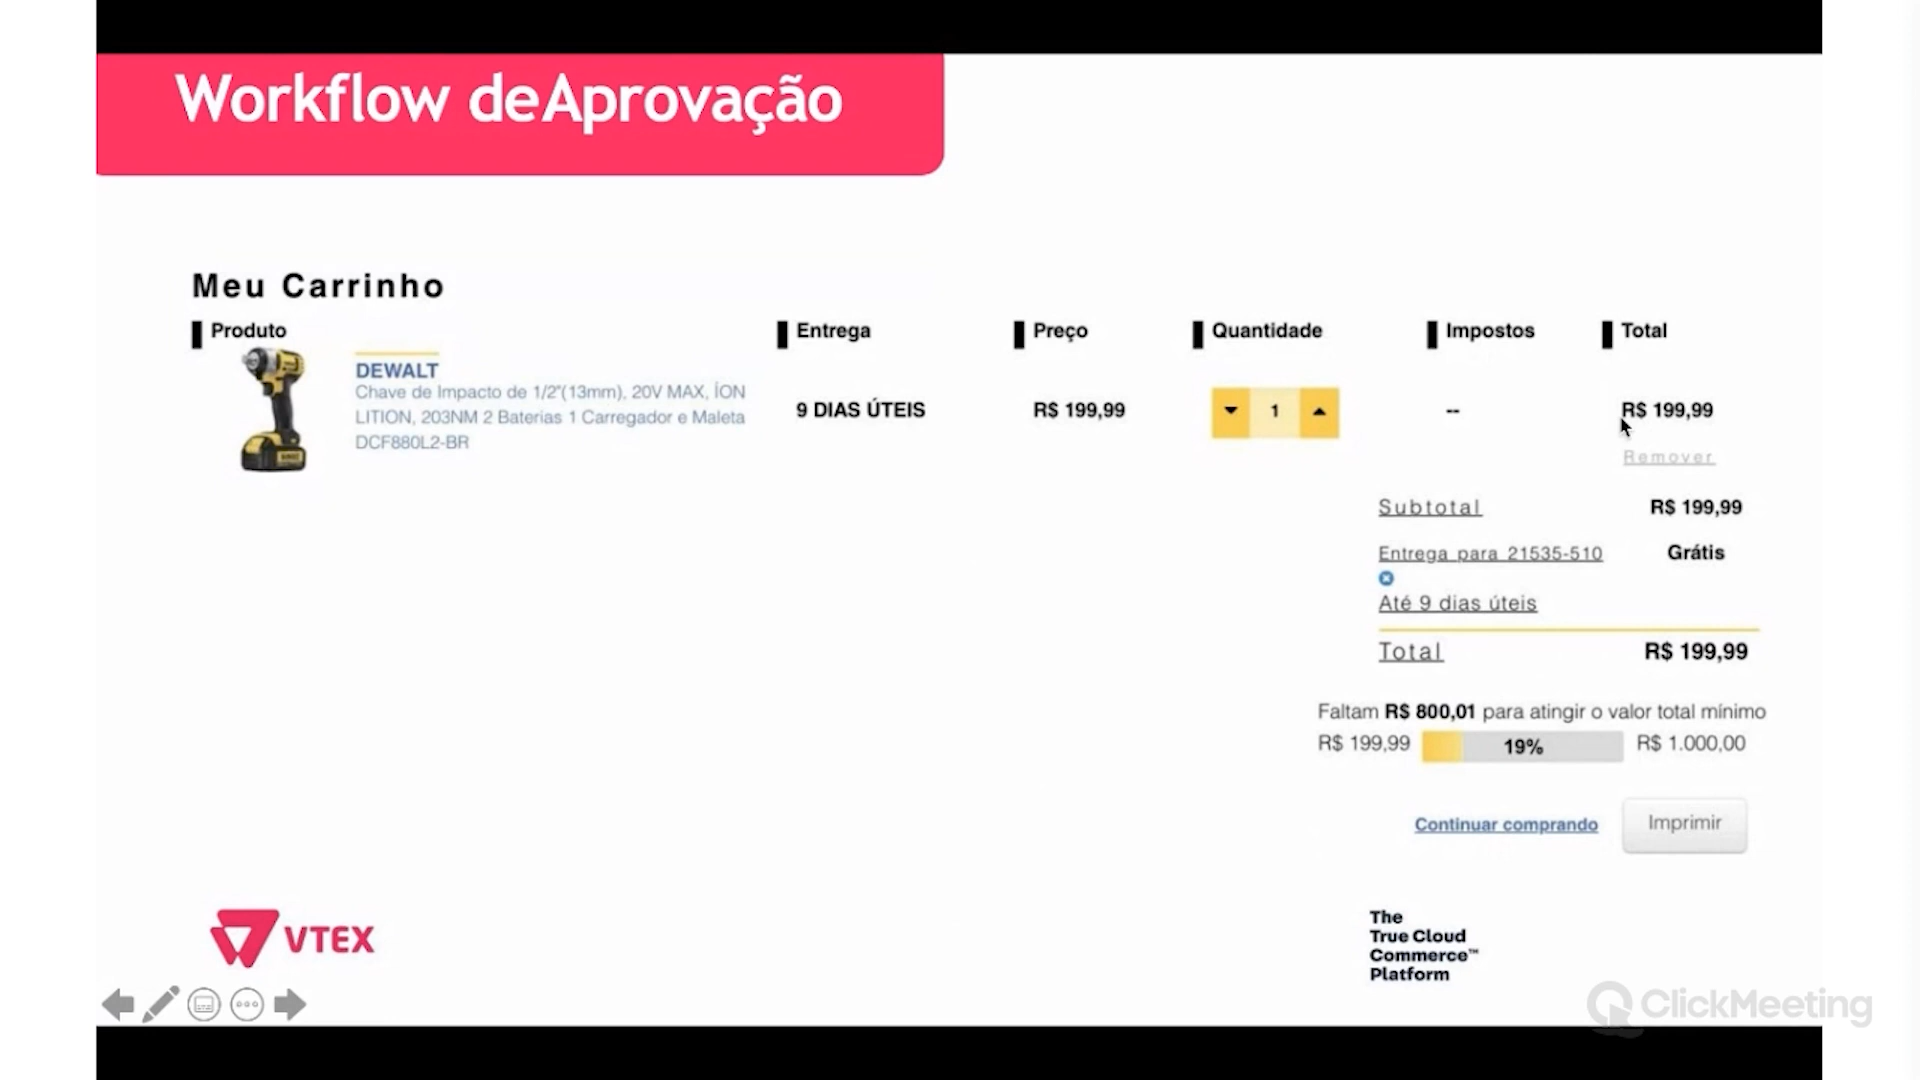 Workflow deAprovação
Meu Carrinho
Produto
Entrega
Preço
Quantidade
Impostos
Total
DEWALT
Chave de Impacto de 1/2"(13mm), 20V MAX, ÍON
LITION, 203NM 2 Baterias 1 Carregador e Maleta
DCF880L2-BR
9 DIAS ÚTEIS
R$ 199,99
1
--
R$ 199,99
Remover
Subtotal R$ 199,99
Entrega para 21535-510 Grátis
Até 9 dias úteis
Total R$ 199,99
Faltam R$ 800,01 para atingir o valor total mínimo
R$ 199,99 19% R$ 1.000,00
Continuar comprando
Imprimir
VTEX
The
True Cloud
Commerce™
Platform
ClickMeeting